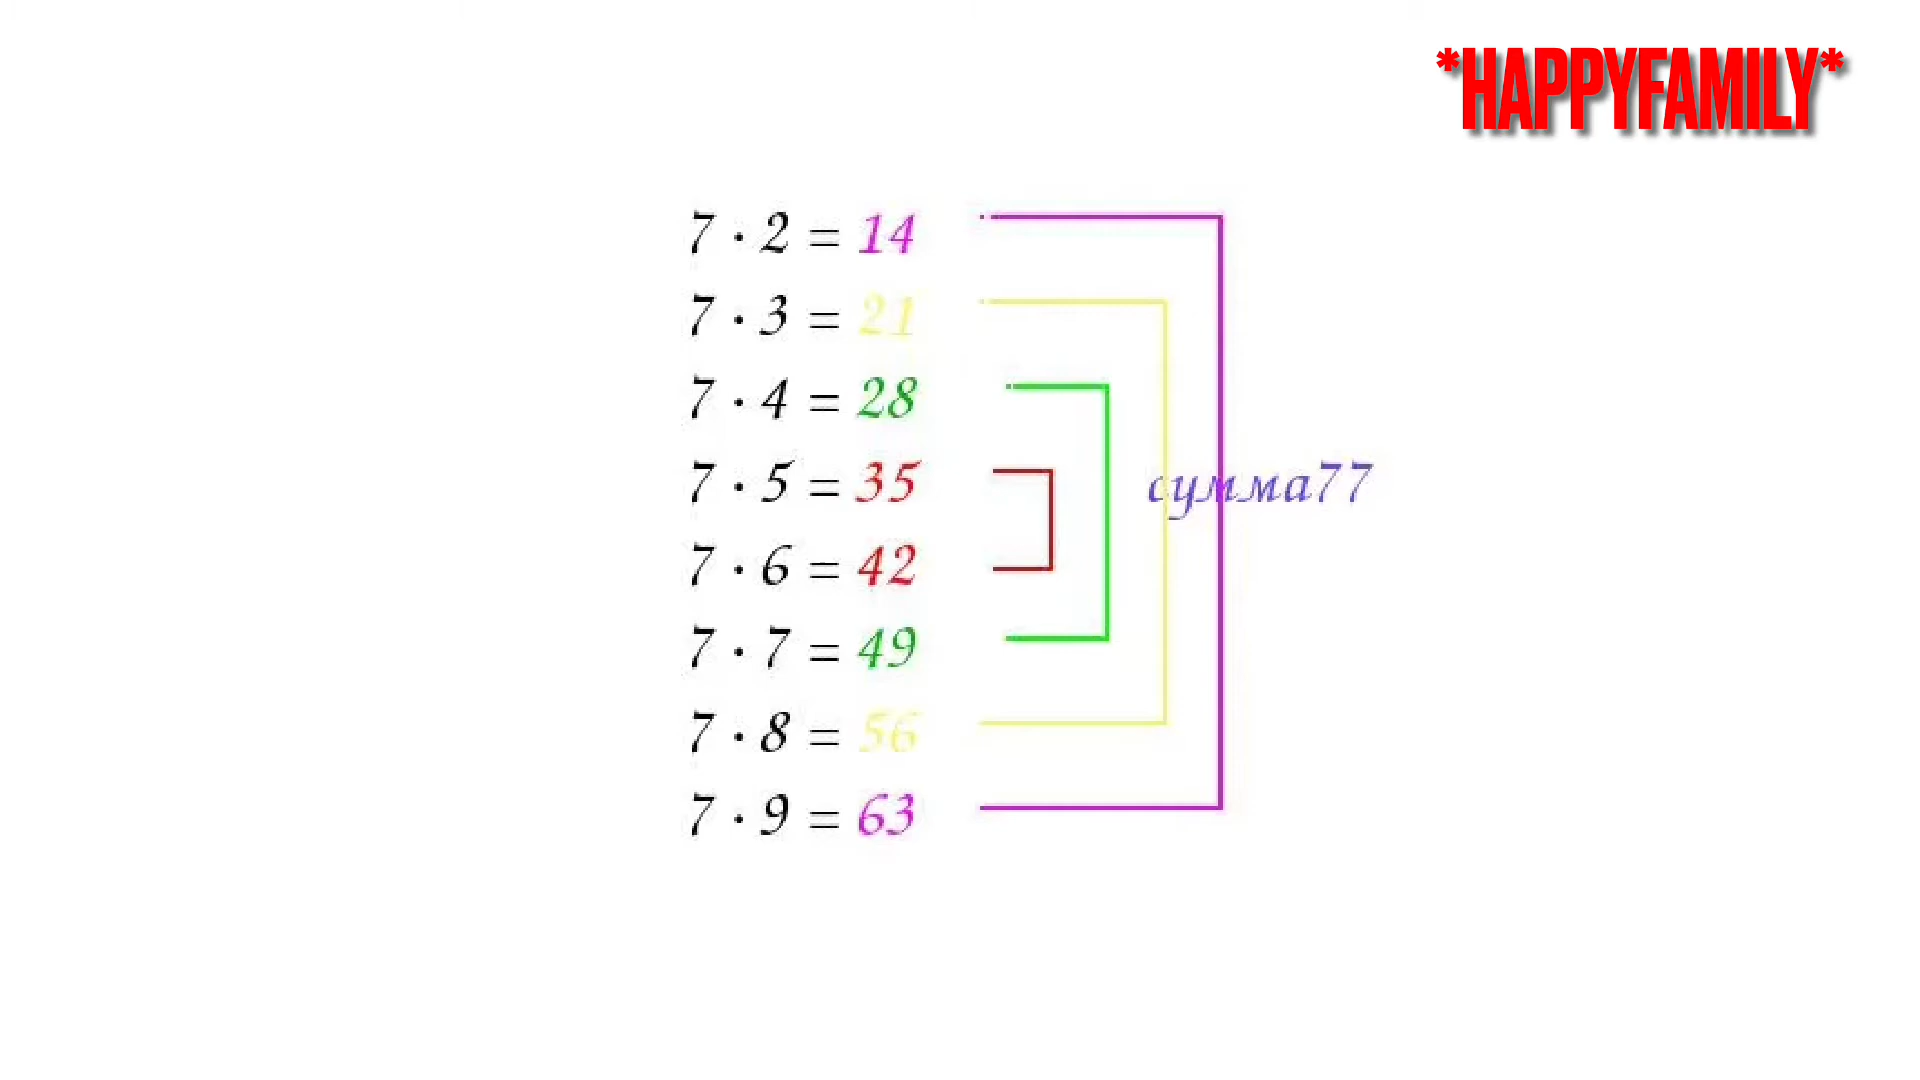 *HAPPYFAMILY*
7 · 2 = 14
7 · 3 = 21
7 · 4 = 28
7 · 5 = 35
сумма77
7 · 6 = 42
7 · 7 = 49
7 · 8 = 56
7 · 9 = 63